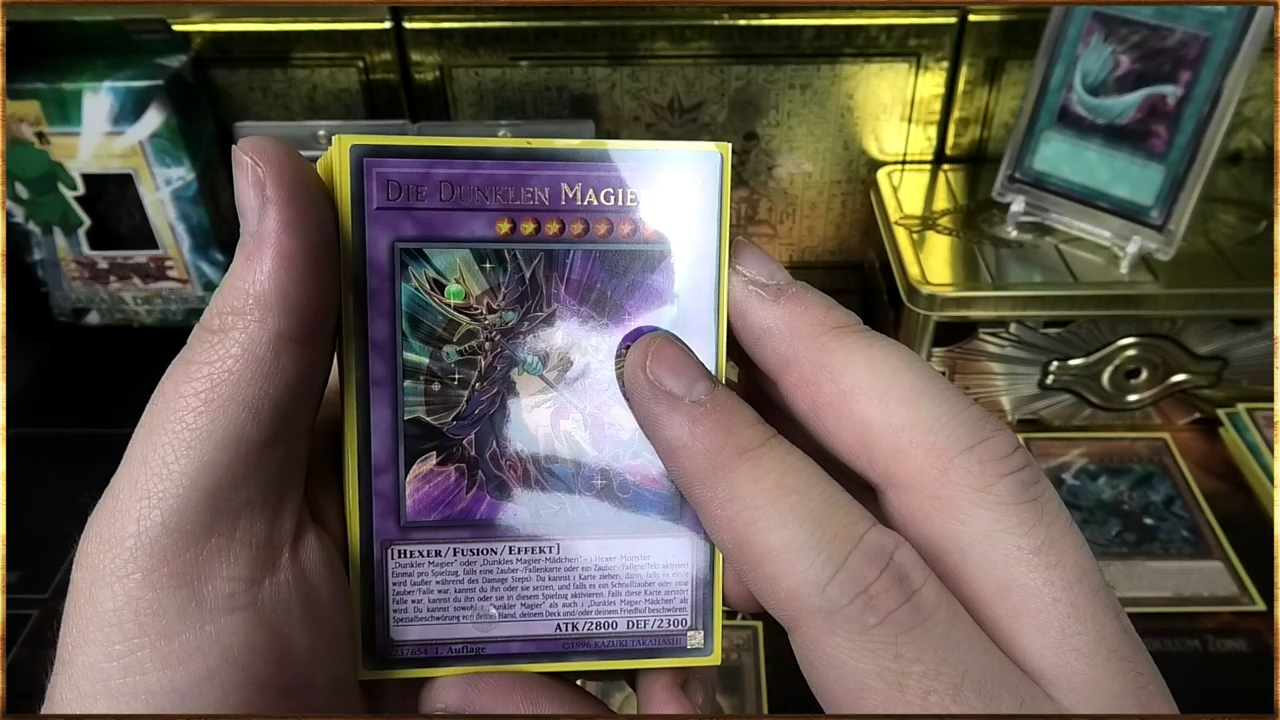 DIE DUNKLEN MAGIE
[HEXER/FUSION/EFFEKT]
„Dunkler Magier" oder „Dunkles Magier-Mädchen" + 1 Hexer-Monster
Einmal pro Spielzug, falls eine Zauber-/Fallenkarte oder ein Zauber-/Falleneffekt aktiviert
wird (außer während des Damage Steps): Du kannst 1 Karte ziehen, dann, falls es ein/e
Zauber/Falle war, kannst du ihn oder sie setzen, und falls es ein Schnellzauber oder eine
Falle war, kannst du ihn oder sie in diesem Spielzug aktivieren. Falls diese Karte zerstört
wird: Du kannst sowohl 1 „Dunkler Magier" als auch 1 „Dunkles Magier-Mädchen" als
Spezialbeschwörung von deiner Hand, deinem Deck und/oder deinem Friedhof beschwören.
ATK/2800 DEF/2300
237654 1. Auflage
©1996 KAZUKI TAKAHASHI
ZONE